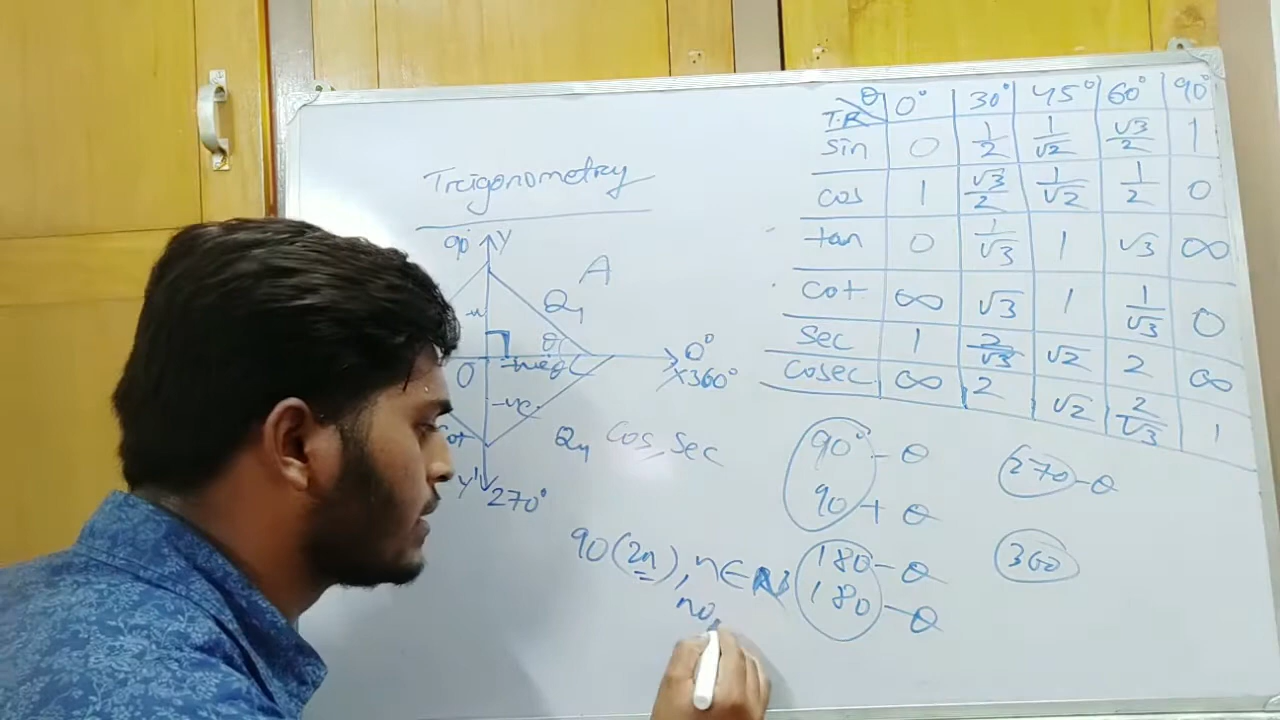 Trigonometry
90° Y
A
Q1
θ
0°
O -ve θ X 360°
-ve
ot Q4 cos, sec
Y' 270°
θ T.R 0° 30° 45° 60° 90°
sin 0 1/2 1/√2 √3/2 1
cos 1 √3/2 1/√2 1/2 0
tan 0 1/√3 1 √3 ∞
cot ∞ √3 1 1/√3 0
sec 1 2/√3 √2 2 ∞
cosec ∞ 2 √2 2/√3 1
90° - θ 270 - θ
90 + θ
90(2n), n∈N 180 - θ 360
no 180 - θ